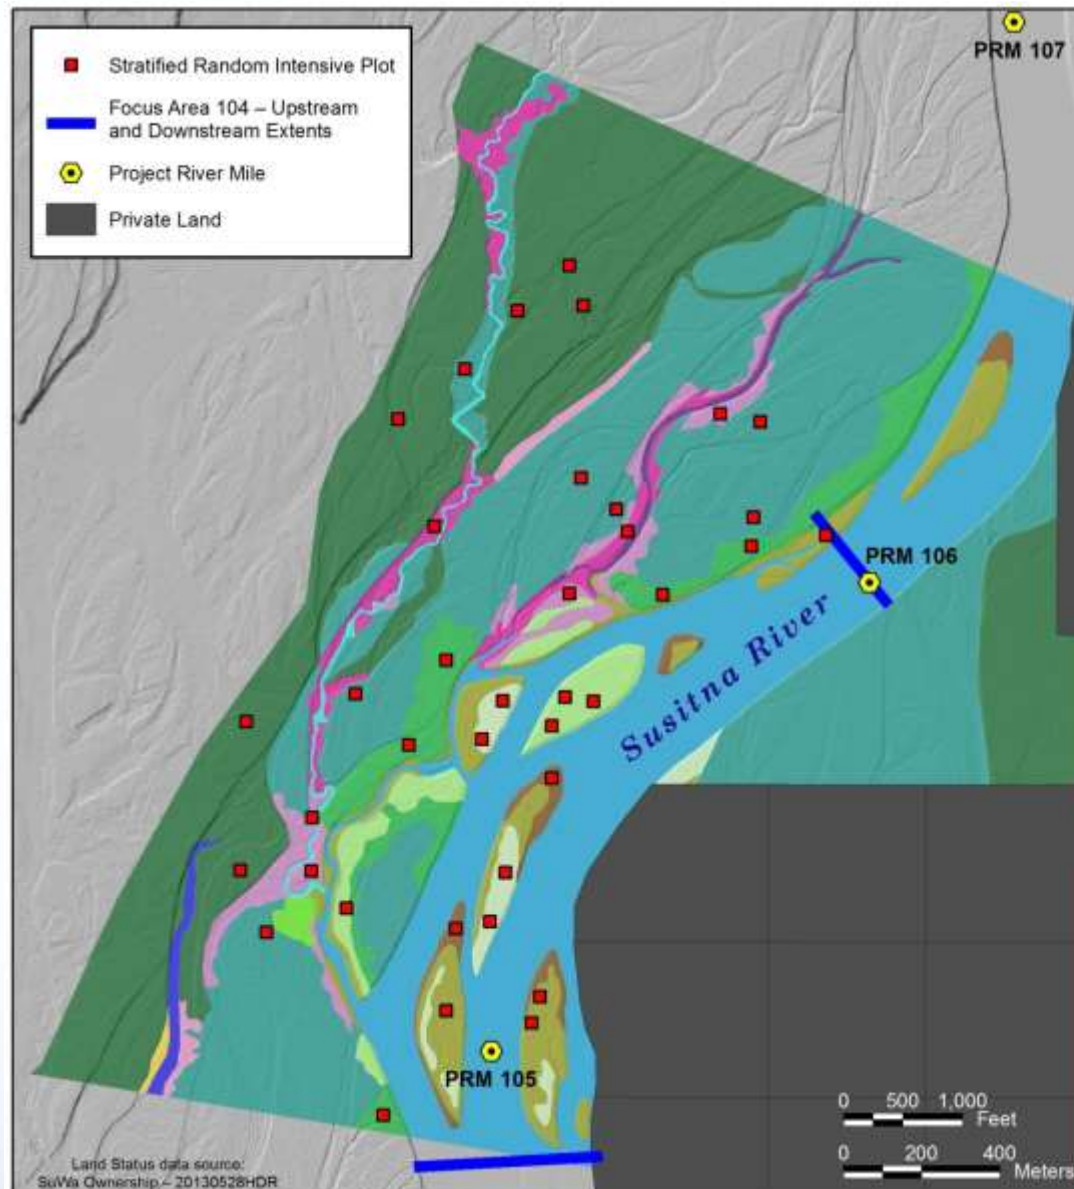 Stratified Random Intensive Plot
Focus Area 104 – Upstream
and Downstream Extents
Project River Mile
Private Land
PRM 107
PRM 106
Susitna River
PRM 105
0 500 1,000
Feet
0 200 400
Meters
Land Status data source:
SuWa Ownership – 20130528HDR